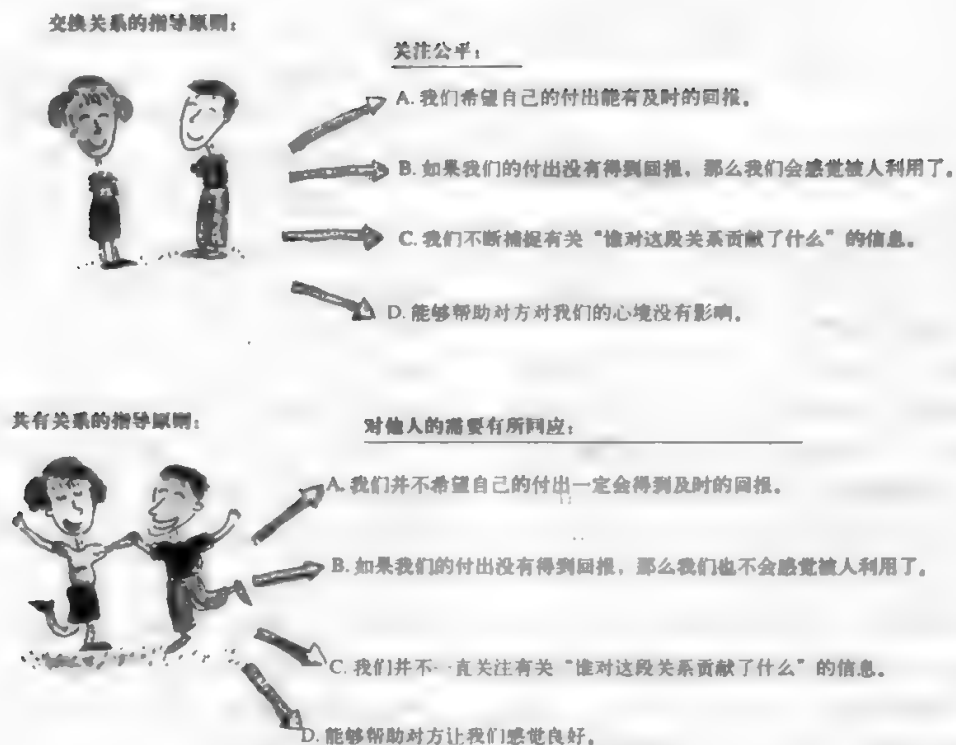 交换关系的指导原则：
关注公平：
A. 我们希望自己的付出能有及时的回报。
B. 如果我们的付出没有得到回报，那么我们会感觉被人利用了。
C. 我们不断捕捉有关“谁对这段关系贡献了什么”的信息。
D. 能够帮助对方对我们的心境没有影响。
共有关系的指导原则：
对他人的需要有所回应：
A. 我们并不希望自己的付出一定会得到及时的回报。
B. 如果我们的付出没有得到回报，那么我们也不会感觉被人利用了。
C. 我们并不一直关注有关“谁对这段关系贡献了什么”的信息。
D. 能够帮助对方让我们感觉良好。